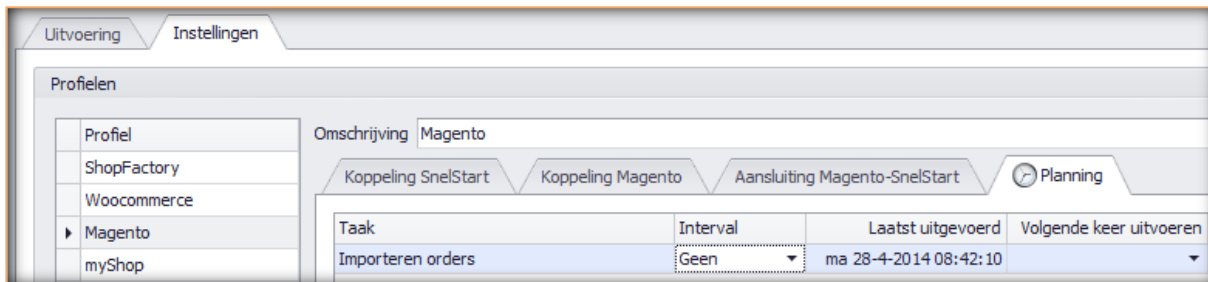 Uitvoering Instellingen
Profielen
Profiel
ShopFactory
Woocommerce
Magento
myShop
Omschrijving Magento
Koppeling SnelStart Koppeling Magento Aansluiting Magento-SnelStart Planning
Taak Interval Laatst uitgevoerd Volgende keer uitvoeren
Importeren orders Geen ma 28-4-2014 08:42:10